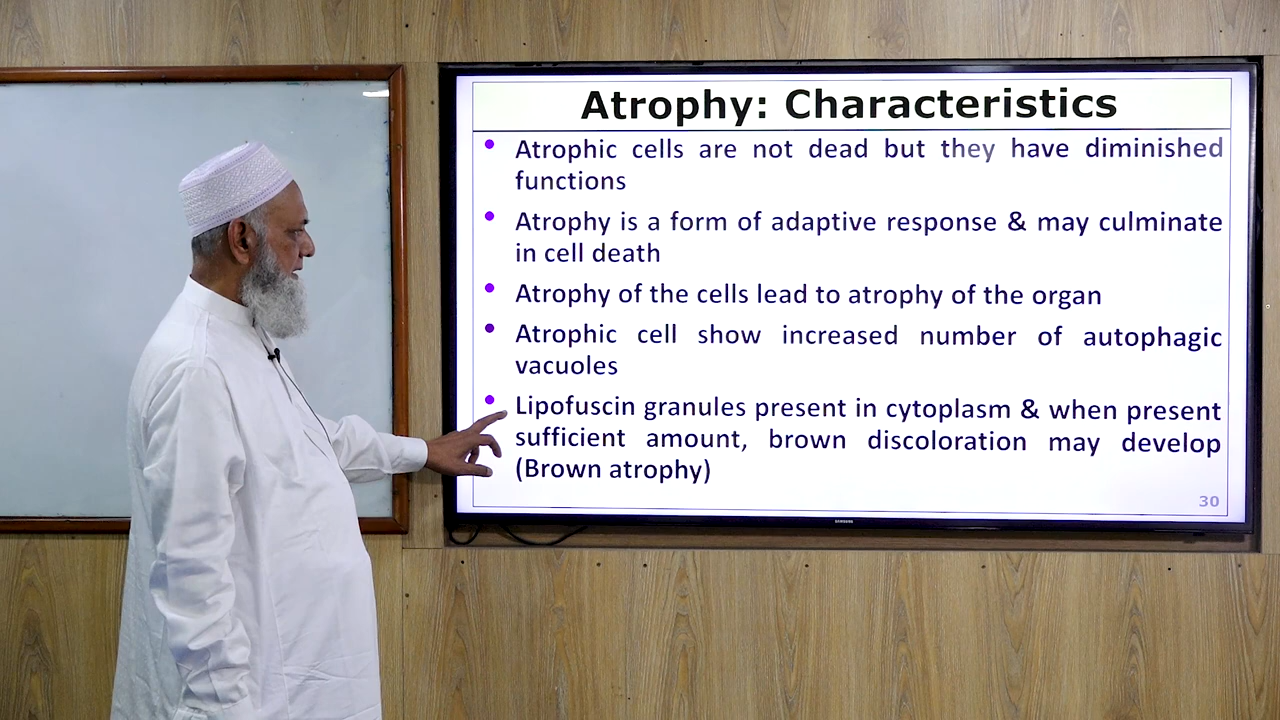 Atrophy: Characteristics
• Atrophic cells are not dead but they have diminished
functions
• Atrophy is a form of adaptive response & may culminate
in cell death
• Atrophy of the cells lead to atrophy of the organ
• Atrophic cell show increased number of autophagic
vacuoles
• Lipofuscin granules present in cytoplasm & when present
sufficient amount, brown discoloration may develop
(Brown atrophy)
30
SAMSUNG